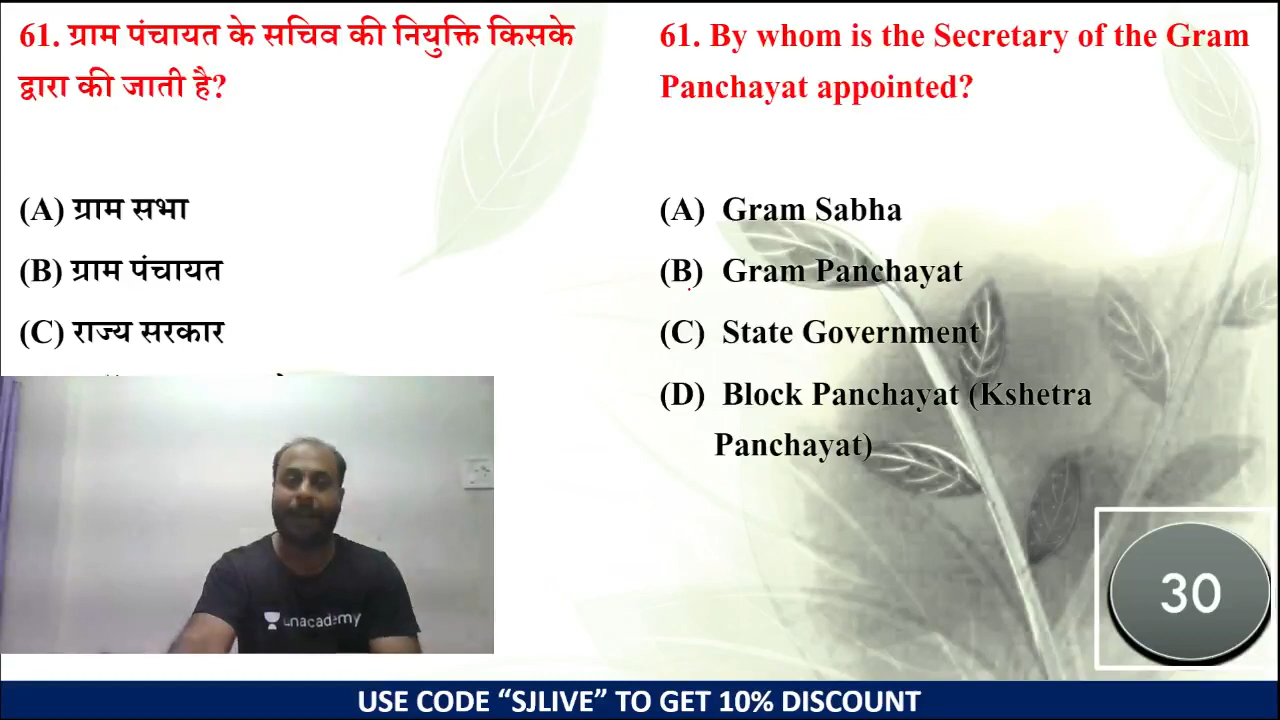 61. ग्राम पंचायत के सचिव की नियुक्ति किसके
द्वारा की जाती है?
(A) ग्राम सभा
(B) ग्राम पंचायत
(C) राज्य सरकार
61. By whom is the Secretary of the Gram
Panchayat appointed?
(A) Gram Sabha
(B) Gram Panchayat
(C) State Government
(D) Block Panchayat (Kshetra
Panchayat)
unacademy
30
USE CODE “SJLIVE” TO GET 10% DISCOUNT